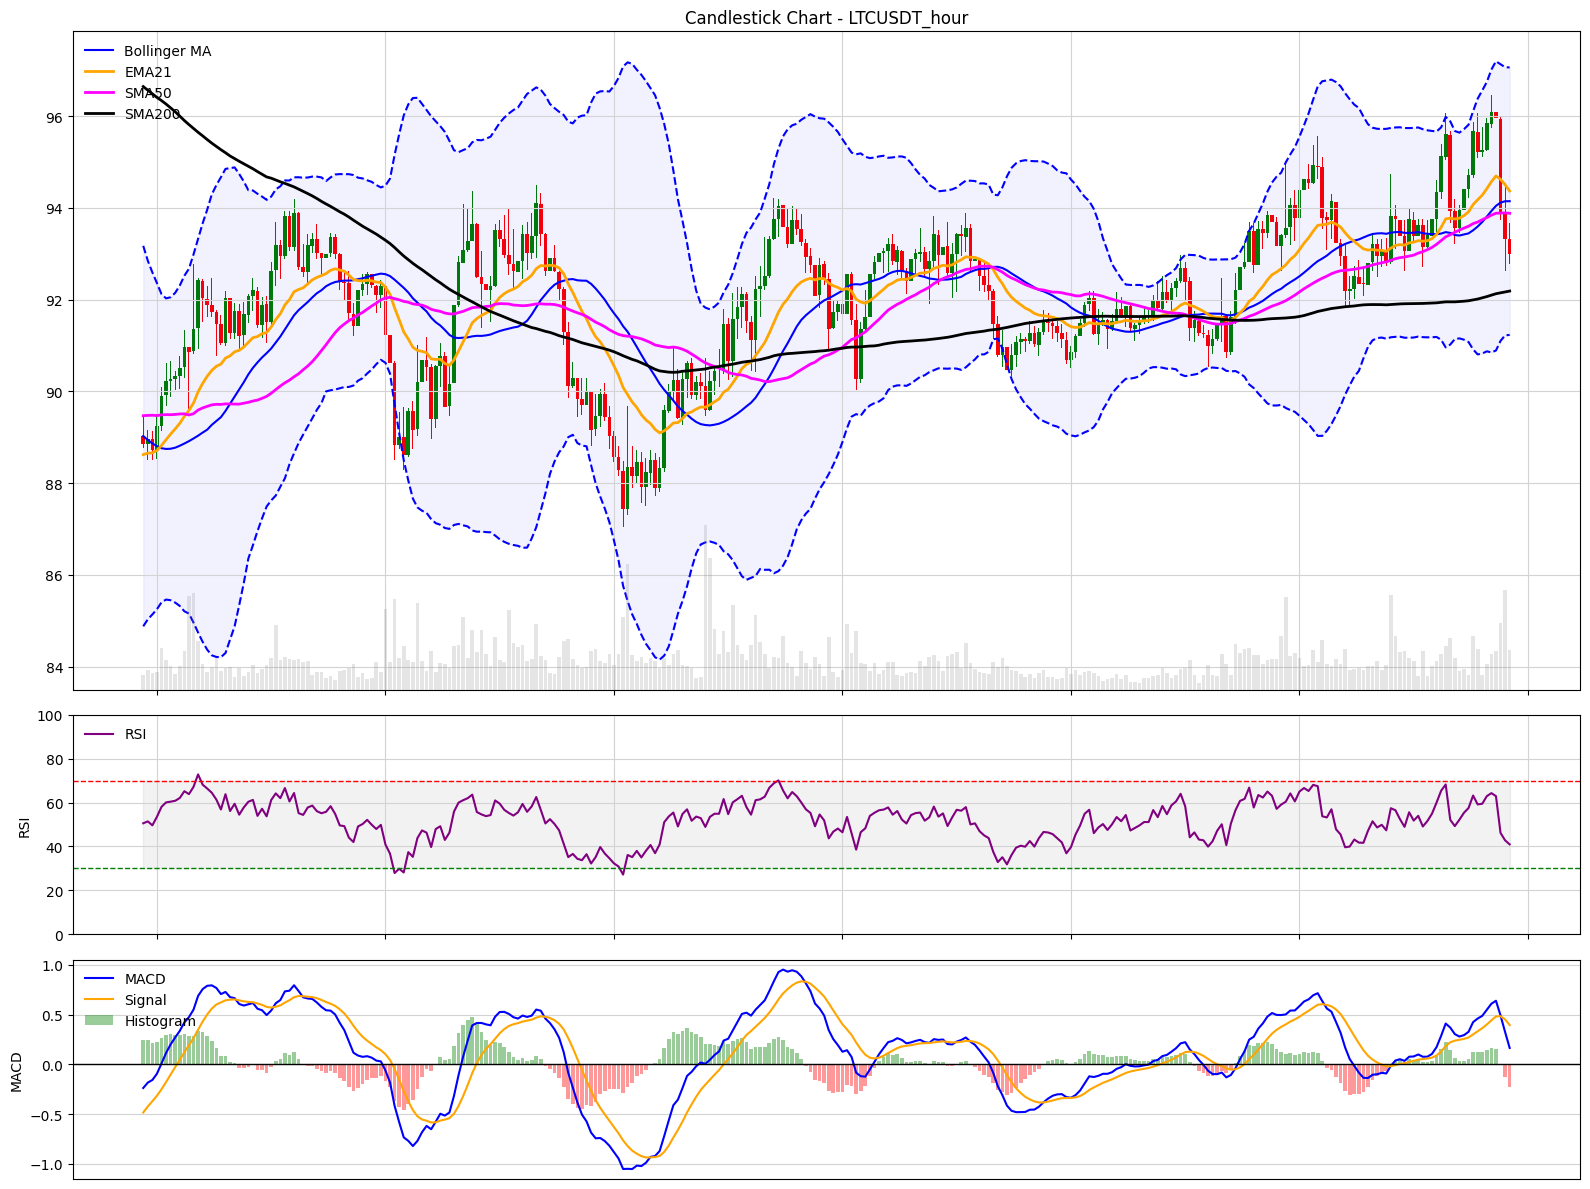 Candlestick Chart - LTCUSDT_hour
Bollinger MA
EMA21
SMA50
SMA200
96
94
92
90
88
86
84
100
80
60
40
20
0
RSI
RSI
1.0
0.5
0.0
−0.5
−1.0
MACD
MACD
Signal
Histogram